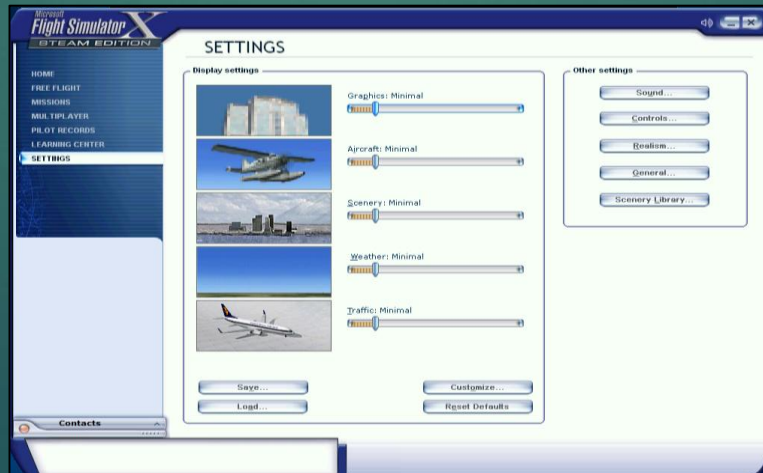 Microsoft
Flight Simulator X
STEAM EDITION
SETTINGS
HOME
FREE FLIGHT
MISSIONS
MULTIPLAYER
PILOT RECORDS
LEARNING CENTER
SETTINGS
Display settings
Graphics: Minimal
Aircraft: Minimal
Scenery: Minimal
Weather: Minimal
Traffic: Minimal
Save...
Customize...
Load...
Reset Defaults
Other settings
Sound...
Controls...
Realism...
General...
Scenery Library...
Contacts